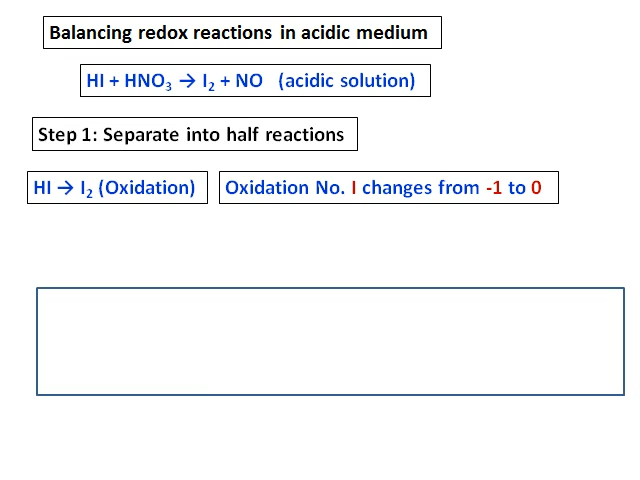 Balancing redox reactions in acidic medium
HI + HNO₃ → I₂ + NO (acidic solution)
Step 1: Separate into half reactions
HI → I₂ (Oxidation) Oxidation No. I changes from -1 to 0